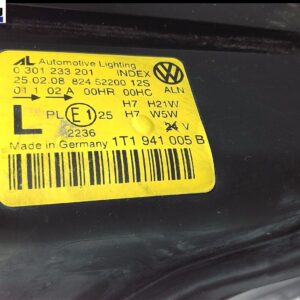 AL Automotive Lighting
0 301 233 201 INDEX
25.02.08 824-52200 12S ALN
01 1 02 A 00HR 00HC
H7 H21W
L PL E1 25 H7 W5W
2236 24 V
Made in Germany 1T1 941 005 B